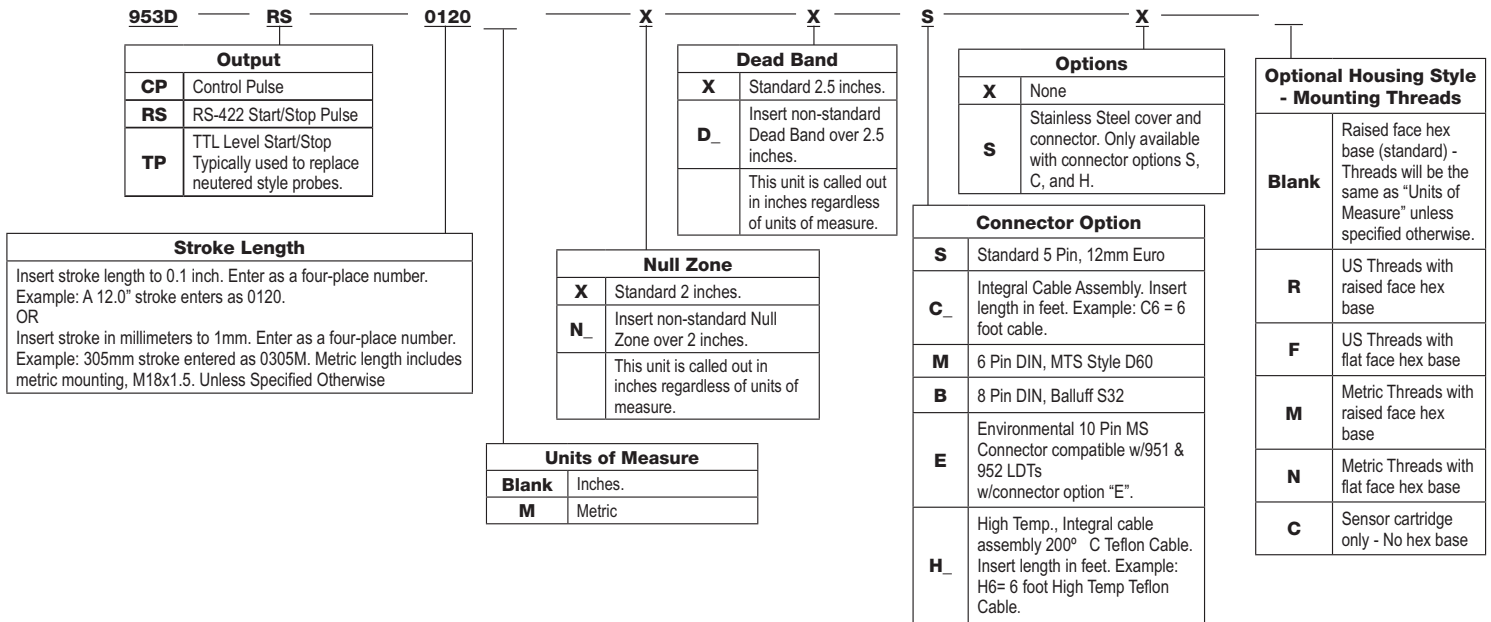 953D RS 0120 X X S X
Output
CP Control Pulse
RS RS-422 Start/Stop Pulse
TP TTL Level Start/Stop
Typically used to replace
neutered style probes.
Stroke Length
Insert stroke length to 0.1 inch. Enter as a four-place number.
Example: A 12.0” stroke enters as 0120.
OR
Insert stroke in millimeters to 1mm. Enter as a four-place number.
Example: 305mm stroke entered as 0305M. Metric length includes
metric mounting, M18x1.5. Unless Specified Otherwise
Units of Measure
Blank Inches.
M Metric
Null Zone
X Standard 2 inches.
N_ Insert non-standard Null
Zone over 2 inches.
This unit is called out in
inches regardless of units of
measure.
Dead Band
X Standard 2.5 inches.
D_ Insert non-standard
Dead Band over 2.5
inches.
This unit is called out
in inches regardless
of units of measure.
Connector Option
S Standard 5 Pin, 12mm Euro
C_ Integral Cable Assembly. Insert
length in feet. Example: C6 = 6
foot cable.
M 6 Pin DIN, MTS Style D60
B 8 Pin DIN, Balluff S32
E Environmental 10 Pin MS
Connector compatible w/951 &
952 LDTs
w/connector option “E”.
H_ High Temp., Integral cable
assembly 200º C Teflon Cable.
Insert length in feet. Example:
H6= 6 foot High Temp Teflon
Cable.
Options
X None
S Stainless Steel cover and
connector. Only available
with connector options S,
C, and H.
Optional Housing Style
- Mounting Threads
Blank Raised face hex
base (standard) -
Threads will be the
same as “Units of
Measure” unless
specified otherwise.
R US Threads with
raised face hex
base
F US Threads with
flat face hex base
M Metric Threads with
raised face hex
base
N Metric Threads with
flat face hex base
C Sensor cartridge
only - No hex base